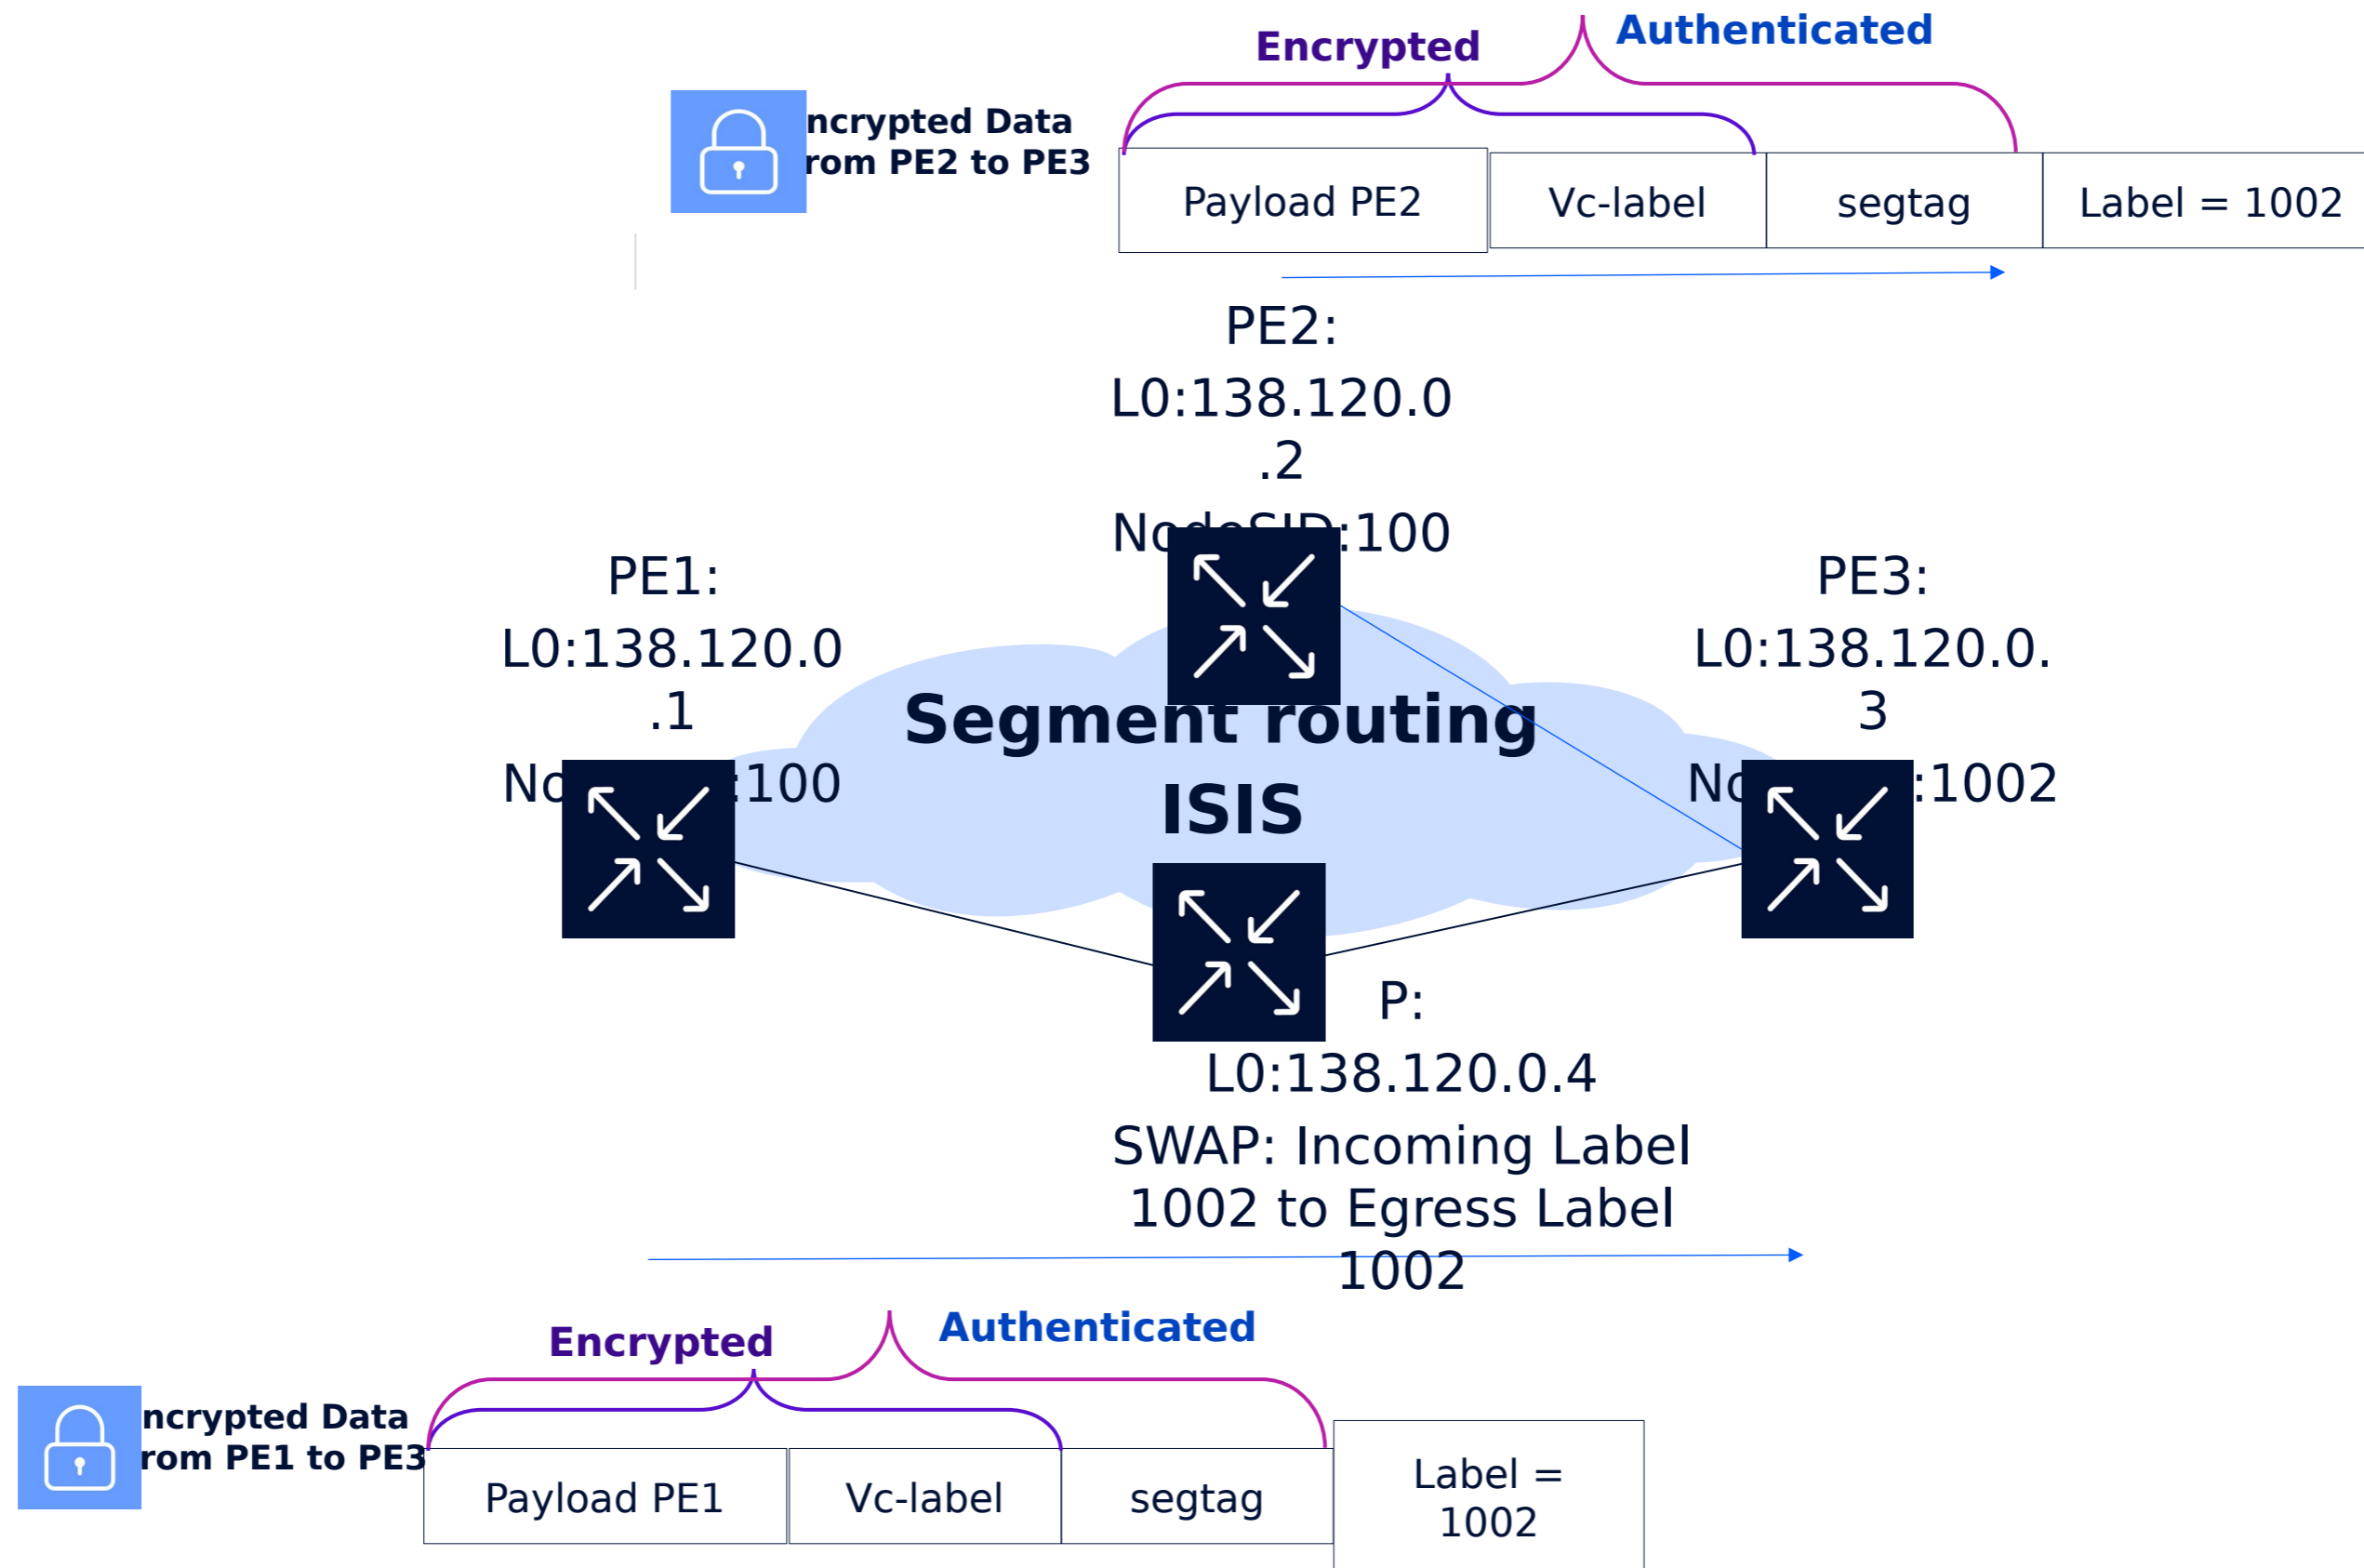 Encrypted
Authenticated
ncrypted Data
rom PE2 to PE3
Payload PE2
Vc-label
segtag
Label = 1002
PE2:
L0:138.120.0
.2
NodeSID:100
PE1:
L0:138.120.0
.1
:100
PE3:
L0:138.120.0.
3
:1002
Segment routing
ISIS
P:
L0:138.120.0.4
SWAP: Incoming Label
1002 to Egress Label
1002
Encrypted
Authenticated
ncrypted Data
rom PE1 to PE3
Payload PE1
Vc-label
segtag
Label =
1002